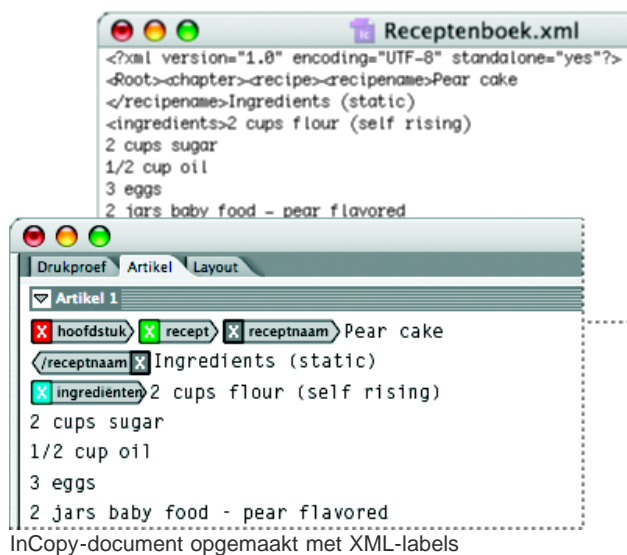 Receptenboek.xml
<?xml version="1.0" encoding="UTF-8" standalone="yes"?>
<Root><chapter><recipe><recipename>Pear cake
</recipename>Ingredients (static)
<ingredients>2 cups flour (self rising)
2 cups sugar
1/2 cup oil
3 eggs
2 jars baby food - pear flavored
Drukproef Artikel Layout
Artikel 1
hoofdstuk recept receptnaam Pear cake
/receptnaam Ingredients (static)
ingrediënten 2 cups flour (self rising)
2 cups sugar
1/2 cup oil
3 eggs
2 jars baby food - pear flavored
InCopy-document opgemaakt met XML-labels